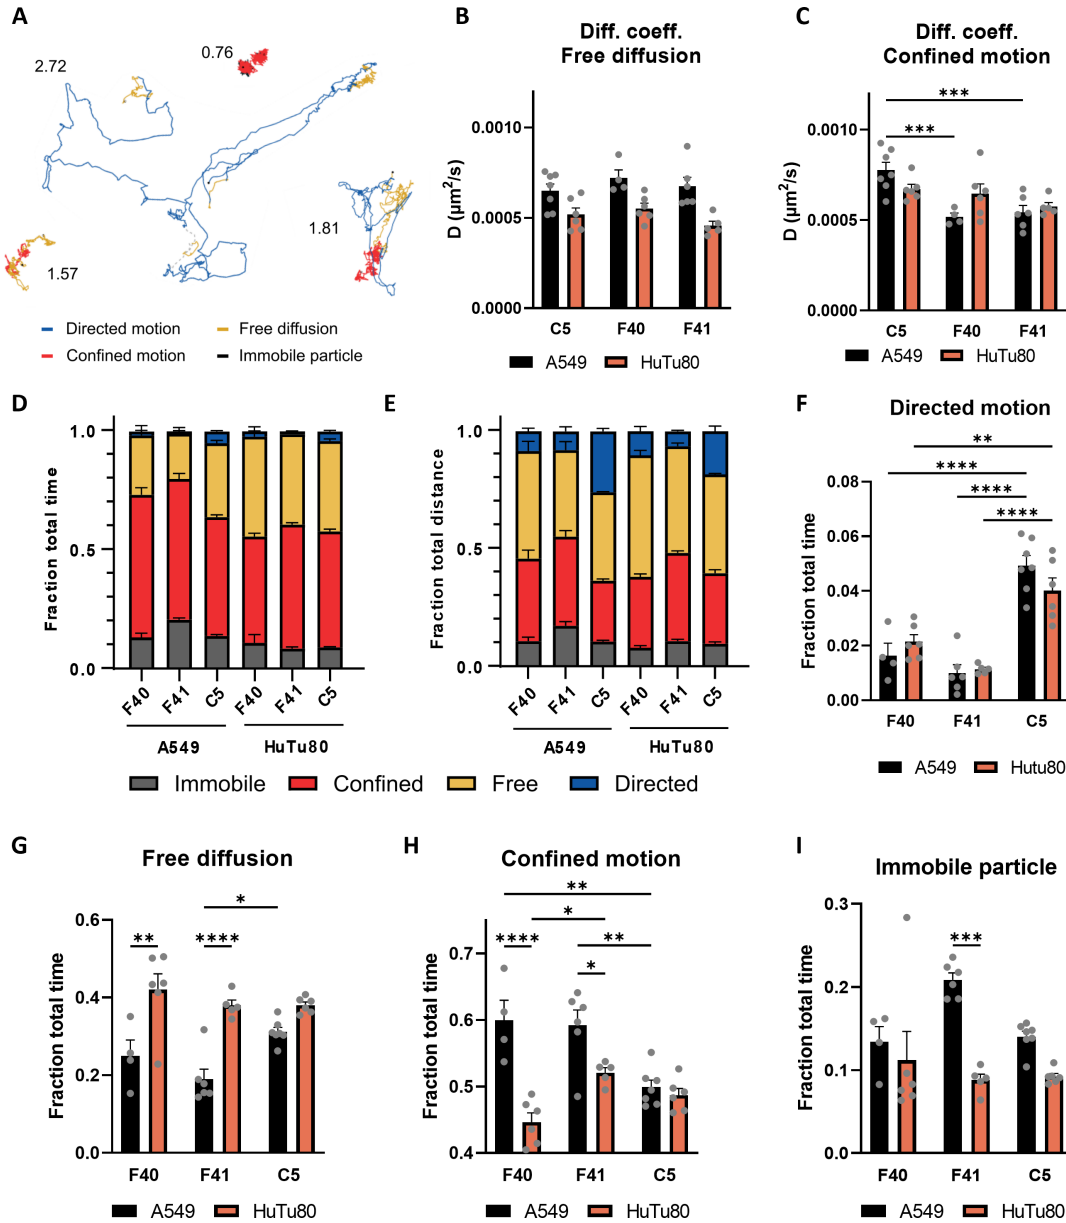 A
2.72
0.76
1.81
1.57
Directed motion
Free diffusion
Confined motion
Immobile particle
B
Diff. coeff.
Free diffusion
D (µm²/s)
0.0010
0.0005
0.0000
C5
F40
F41
A549
HuTu80
C
Diff. coeff.
Confined motion
D (µm²/s)
0.0010
0.0005
0.0000
***
***
C5
F40
F41
A549
HuTu80
D
Fraction total time
1.0
0.5
0.0
F40
F41
C5
F40
F41
C5
A549
HuTu80
E
Fraction total distance
1.0
0.5
0.0
F40
F41
C5
F40
F41
C5
A549
HuTu80
Immobile
Confined
Free
Directed
F
Directed motion
Fraction total time
0.08
0.06
0.04
0.02
0.00
**
****
****
****
F40
F41
C5
A549
Hutu80
G
Free diffusion
Fraction total time
0.6
0.4
0.2
0.0
*
**
****
F40
F41
C5
A549
HuTu80
H
Confined motion
Fraction total time
0.7
0.6
0.5
0.4
**
*
****
**
*
F40
F41
C5
A549
HuTu80
I
Immobile particle
Fraction total time
0.3
0.2
0.1
0.0
***
F40
F41
C5
A549
HuTu80